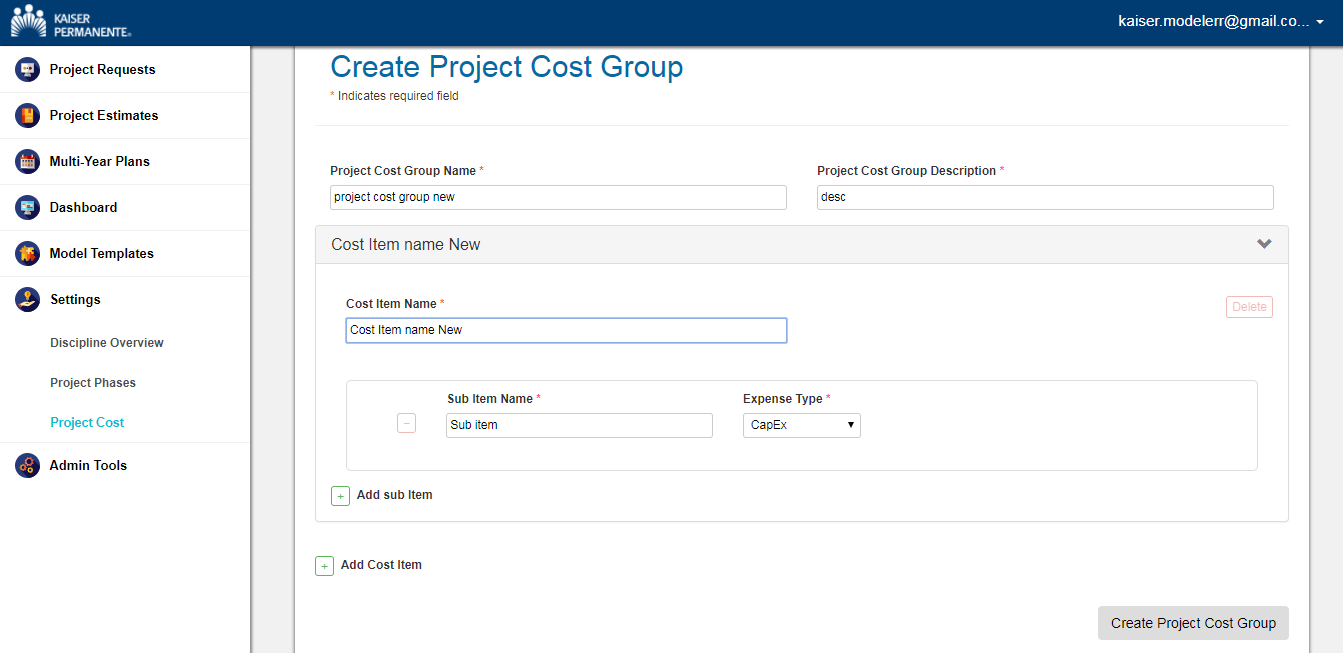 KAISER
PERMANENTE®
kaiser.modelerr@gmail.co...
Project Requests
Project Estimates
Multi-Year Plans
Dashboard
Model Templates
Settings
Discipline Overview
Project Phases
Project Cost
Admin Tools
Create Project Cost Group
* Indicates required field
Project Cost Group Name *
Project Cost Group Description *
project cost group new
desc
Cost Item name New
Cost Item Name *
Delete
Cost Item name New
Sub Item Name *
Expense Type *
−
Sub item
CapEx
+ Add sub Item
+ Add Cost Item
Create Project Cost Group